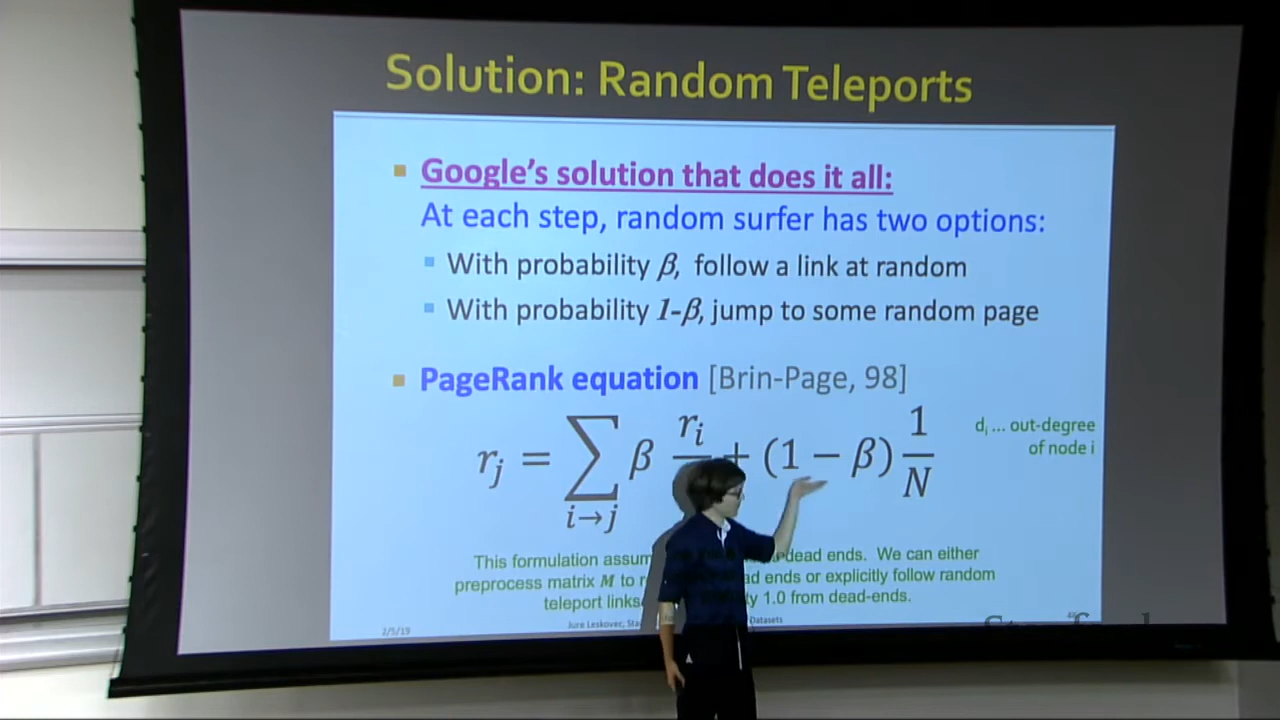 Solution: Random Teleports
Google's solution that does it all:
At each step, random surfer has two options:
With probability β, follow a link at random
With probability 1-β, jump to some random page
PageRank equation [Brin-Page, 98]
r_j = ∑_{i→j} β r_i + (1 − β) 1/N
d_i ... out-degree
of node i
This formulation dead ends. We can either
preprocess matrix M to ends or explicitly follow random
teleport links 1.0 from dead-ends.
2/5/19 Jure Leskovec, Datasets